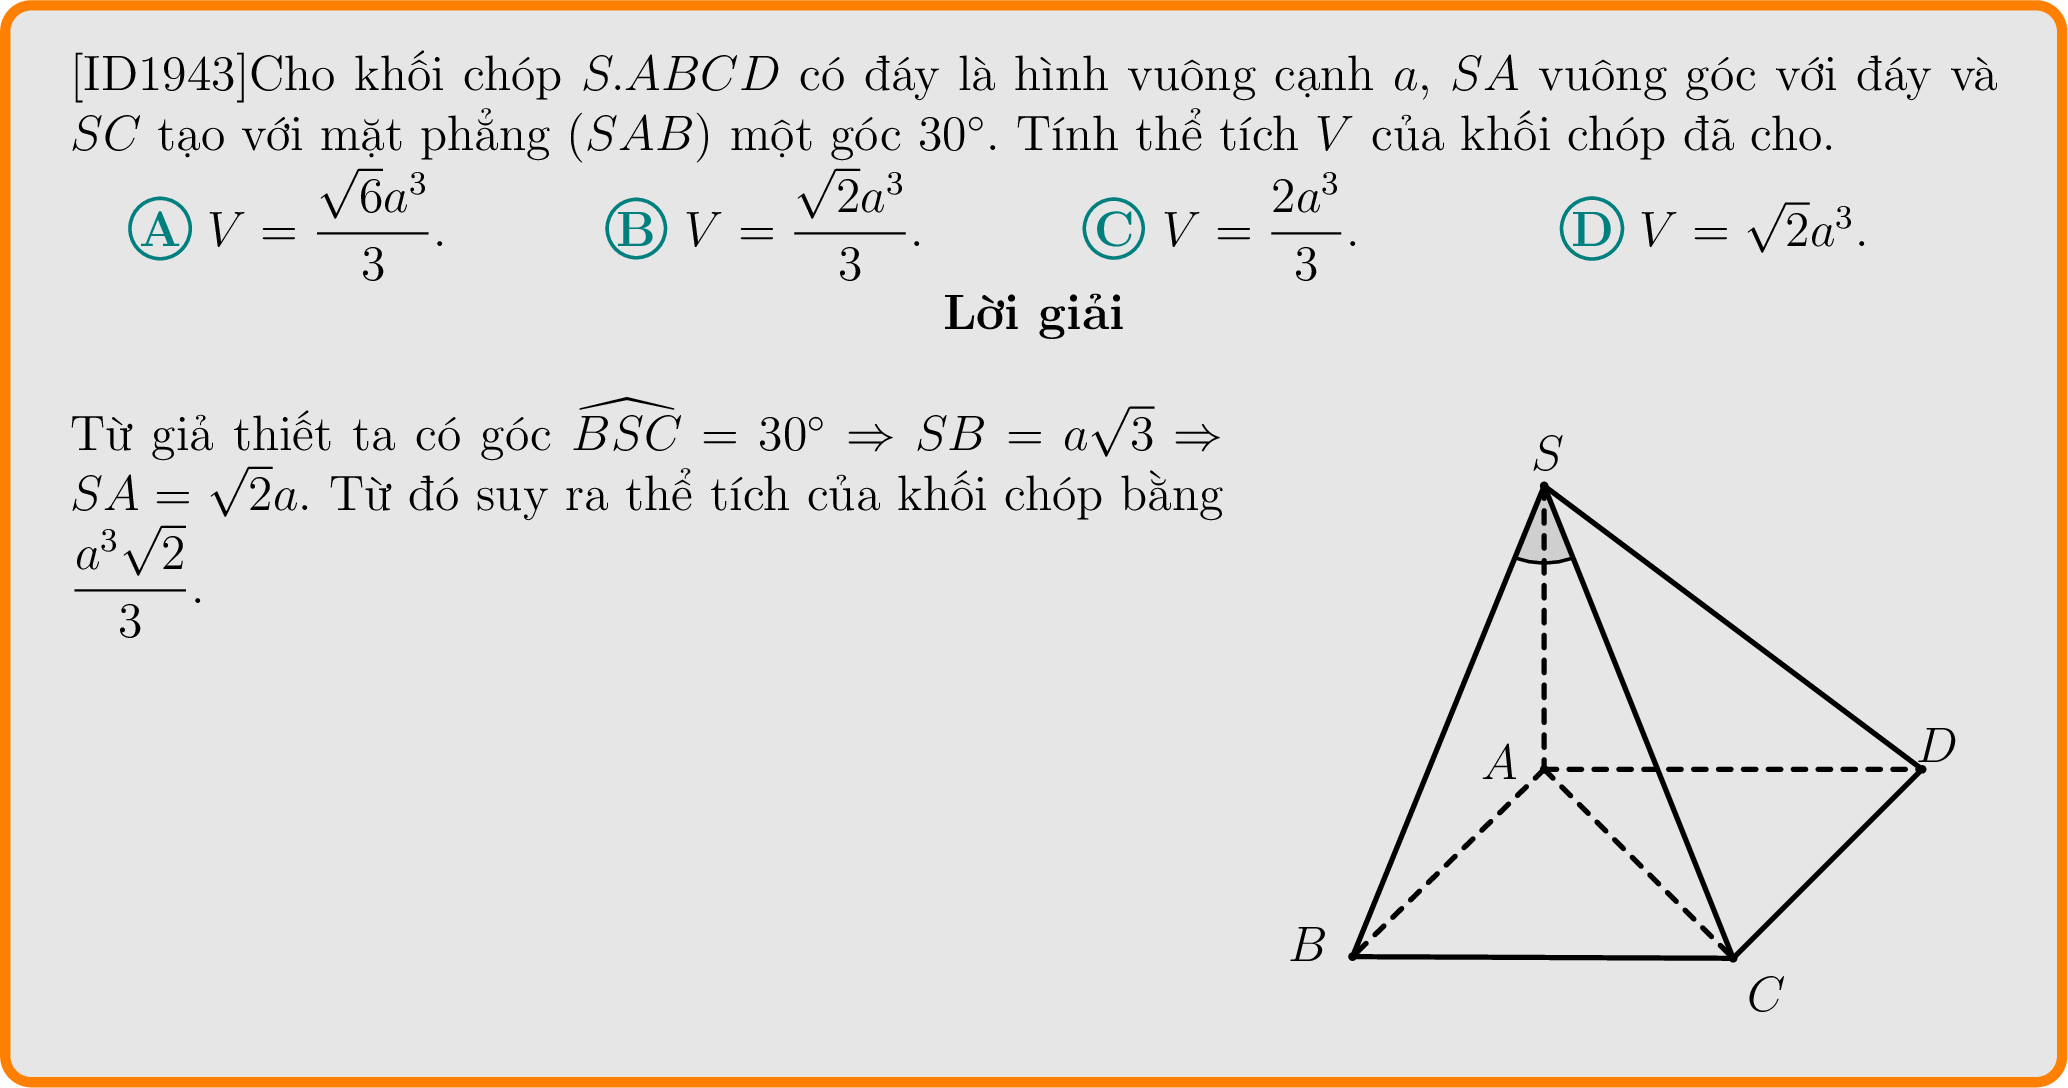 [ID1943]Cho khối chóp S.ABCD có đáy là hình vuông cạnh a, SA vuông góc với đáy và
SC tạo với mặt phẳng (SAB) một góc 30°. Tính thể tích V của khối chóp đã cho.
Ⓐ V = \frac{\sqrt{6}a^3}{3}. Ⓑ V = \frac{\sqrt{2}a^3}{3}. Ⓒ V = \frac{2a^3}{3}. Ⓓ V = \sqrt{2}a^3.
Lời giải
Từ giả thiết ta có góc \widehat{BSC} = 30° ⇒ SB = a\sqrt{3} ⇒
SA = \sqrt{2}a. Từ đó suy ra thể tích của khối chóp bằng
\frac{a^3\sqrt{2}}{3}.
S
D
A
B
C